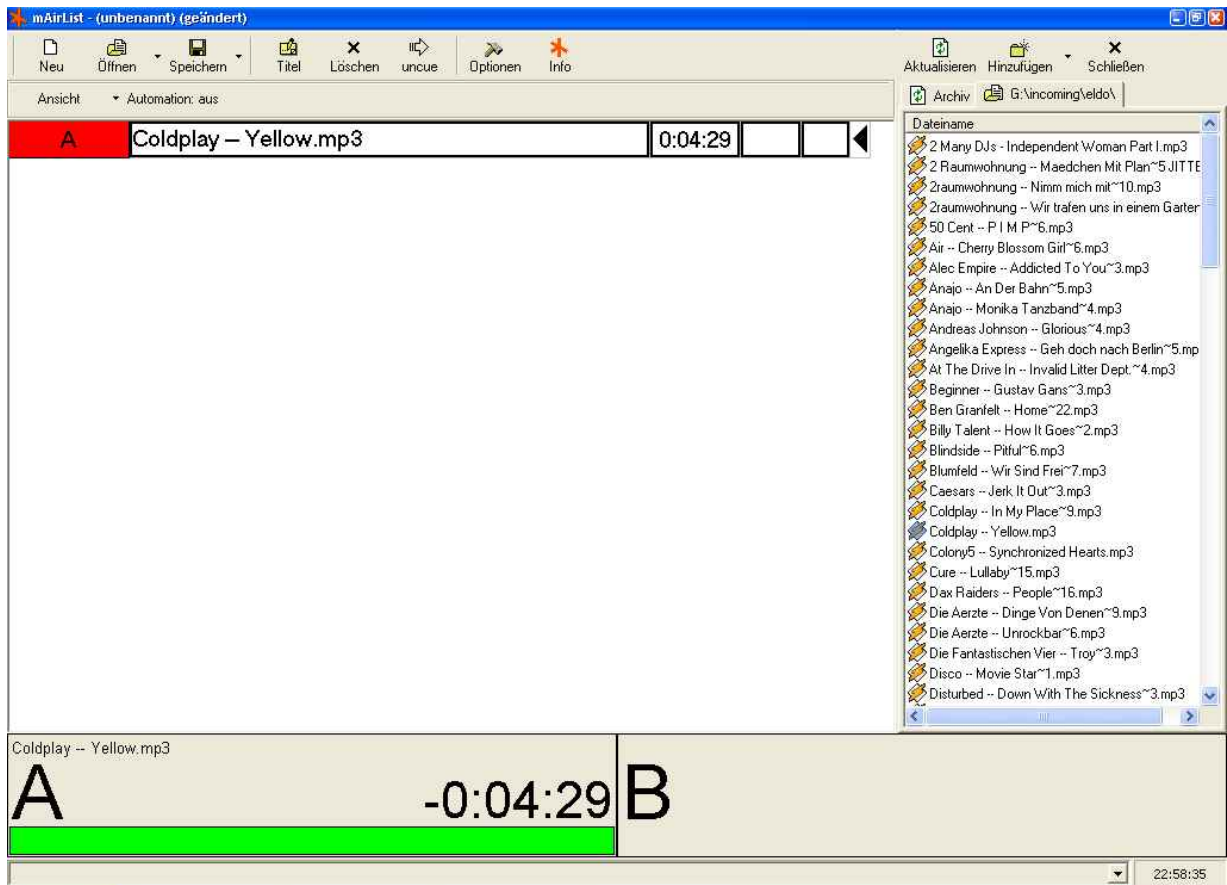 mAirList - (unbenannt) (geändert)
Neu Öffnen Speichern Titel Löschen uncue Optionen Info
Aktualisieren Hinzufügen Schließen
Ansicht Automation: aus
Archiv G:\incoming\eldo\
A Coldplay -- Yellow.mp3 0:04:29
Dateiname
2 Many DJs - Independent Woman Part I.mp3
2 Raumwohnung -- Maedchen Mit Plan~5 JITTE
2raumwohnung -- Nimm mich mit~10.mp3
2raumwohnung -- Wir trafen uns in einem Garten
50 Cent -- P I M P~6.mp3
Air -- Cherry Blossom Girl~6.mp3
Alec Empire -- Addicted To You~3.mp3
Anajo -- An Der Bahn~5.mp3
Anajo -- Monika Tanzband~4.mp3
Andreas Johnson -- Glorious~4.mp3
Angelika Express -- Geh doch nach Berlin~5.mp
At The Drive In -- Invalid Litter Dept.~4.mp3
Beginner -- Gustav Gans~3.mp3
Ben Granfelt -- Home~22.mp3
Billy Talent -- How It Goes~2.mp3
Blindside -- Pitful~6.mp3
Blumfeld -- Wir Sind Frei~7.mp3
Caesars -- Jerk It Out~3.mp3
Coldplay -- In My Place~9.mp3
Coldplay -- Yellow.mp3
Colony5 -- Synchronized Hearts.mp3
Cure -- Lullaby~15.mp3
Dax Raiders -- People~16.mp3
Die Aerzte -- Dinge Von Denen~9.mp3
Die Aerzte -- Unrockbar~6.mp3
Die Fantastischen Vier -- Troy~3.mp3
Disco -- Movie Star~1.mp3
Disturbed -- Down With The Sickness~3.mp3
Coldplay -- Yellow.mp3
A -0:04:29 B
22:58:35